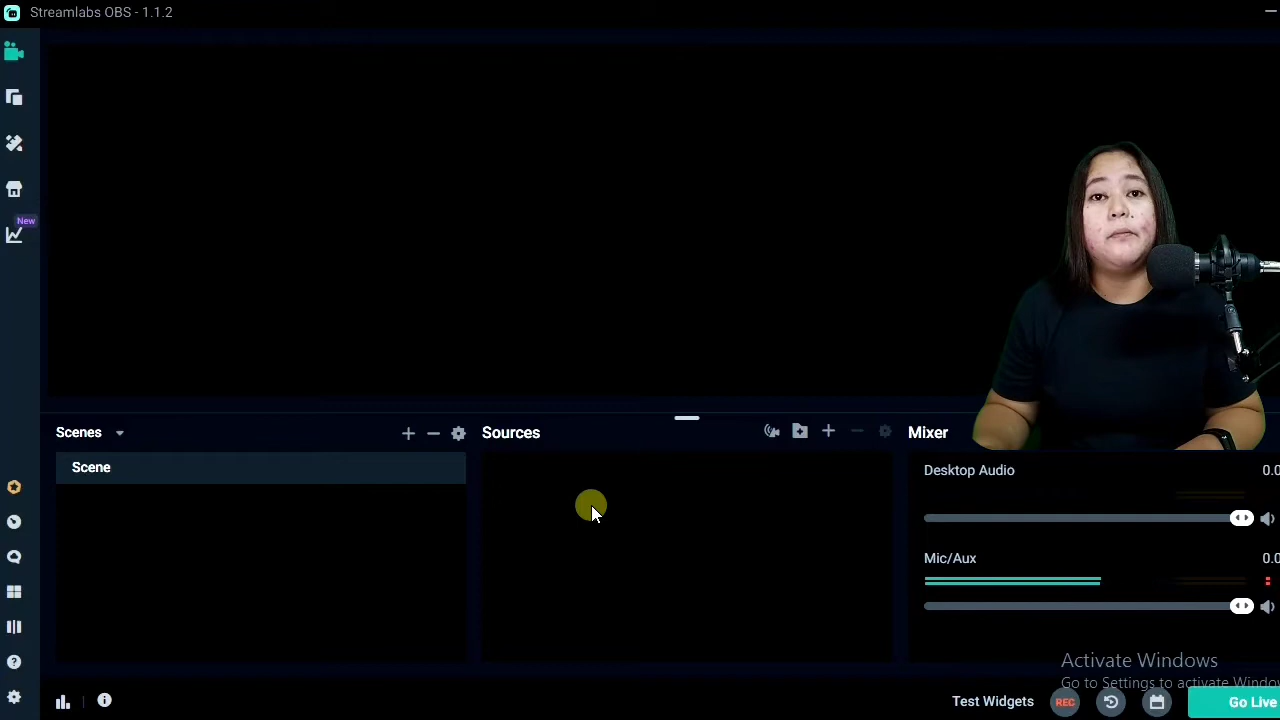 Streamlabs OBS - 1.1.2
New
Scenes
Sources
Mixer
Scene
Desktop Audio
0.0
Mic/Aux
0.0
Activate Windows
Go to Settings to activate Windows
Test Widgets
REC
Go Live